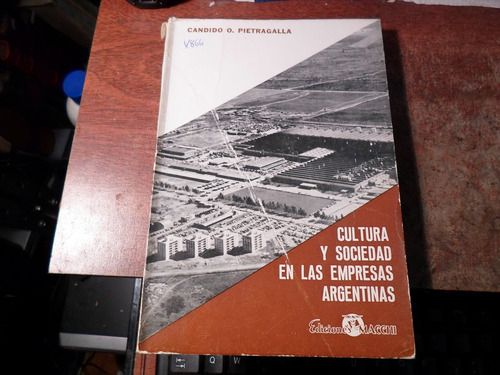 CANDIDO O. PIETRAGALLA
V866
CULTURA
Y SOCIEDAD
EN LAS EMPRESAS
ARGENTINAS
Ediciones MACCHI